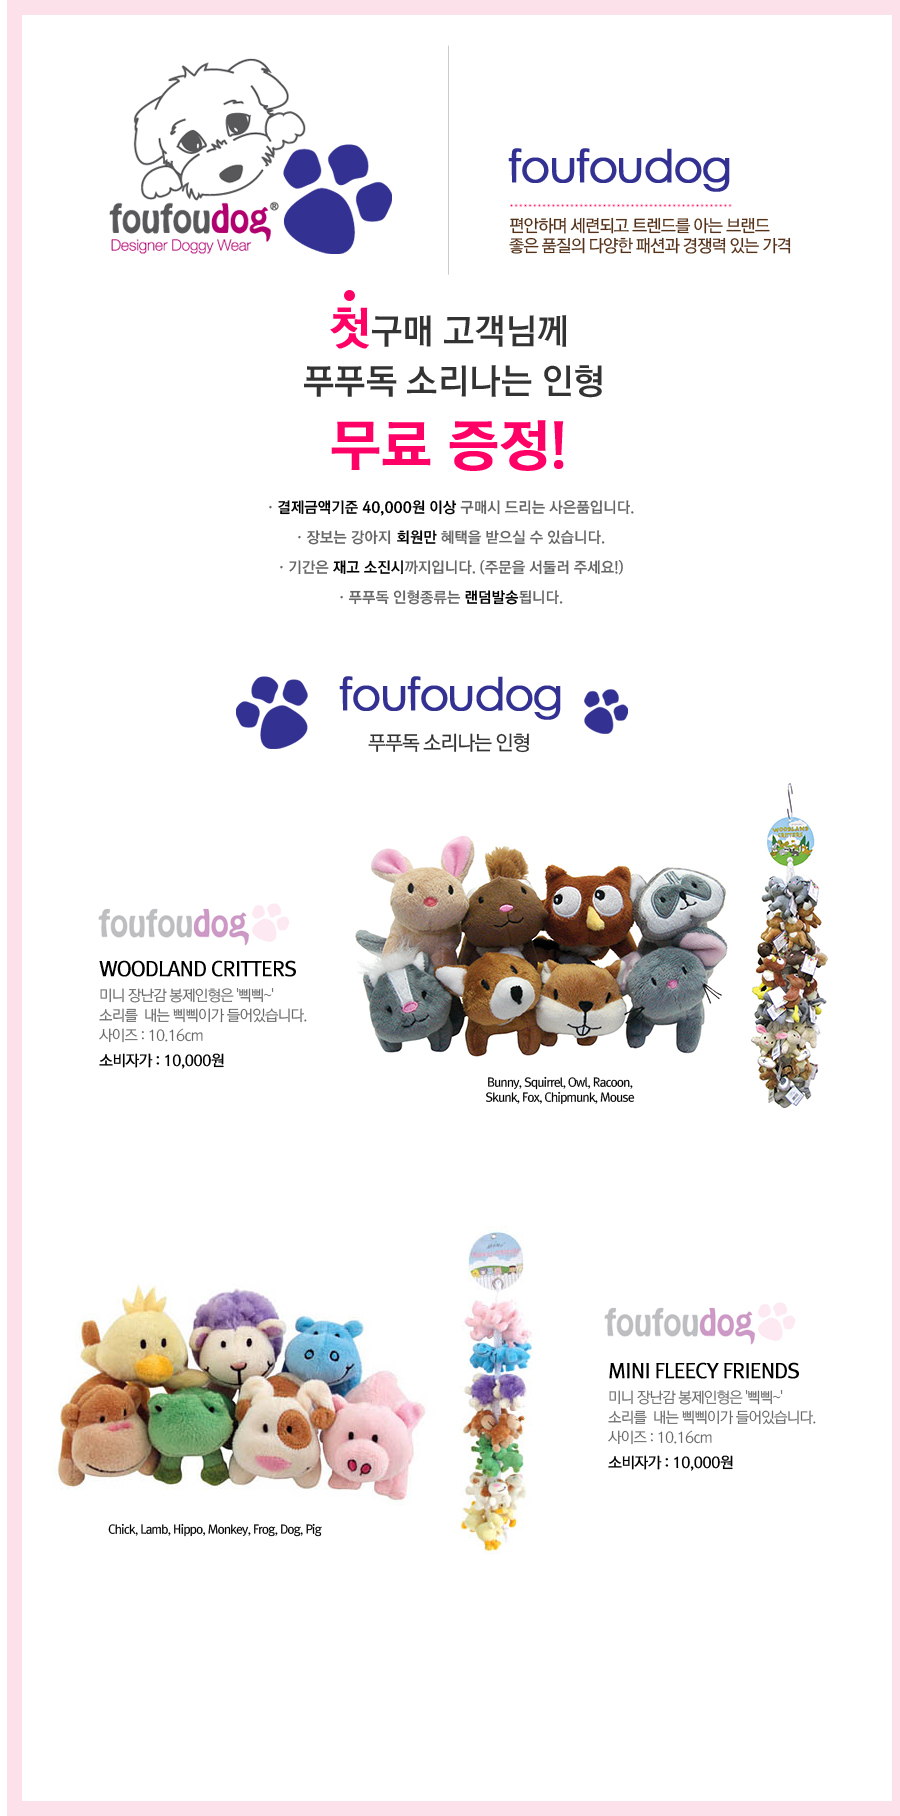 foufoudog®
Designer Doggy Wear
foufoudog
편안하며 세련되고 트렌드를 아는 브랜드
좋은 품질의 다양한 패션과 경쟁력 있는 가격
첫구매 고객님께
푸푸독 소리나는 인형
무료 증정!
· 결제금액기준 40,000원 이상 구매시 드리는 사은품입니다.
· 장보는 강아지 회원만 혜택을 받으실 수 있습니다.
· 기간은 재고 소진시까지입니다. (주문을 서둘러 주세요!)
· 푸푸독 인형종류는 랜덤발송됩니다.
foufoudog
푸푸독 소리나는 인형
WOODLAND
CRITTERS
foufoudog
WOODLAND CRITTERS
미니 장난감 봉제인형은 '삑삑~'
소리를 내는 삑삑이가 들어있습니다.
사이즈 : 10.16cm
소비자가 : 10,000원
Bunny, Squirrel, Owl, Racoon,
Skunk, Fox, Chipmunk, Mouse
foufoudog
MINI FLEECY FRIENDS
미니 장난감 봉제인형은 '삑삑~'
소리를 내는 삑삑이가 들어있습니다.
사이즈 : 10.16cm
소비자가 : 10,000원
Chick, Lamb, Hippo, Monkey, Frog, Dog, Pig